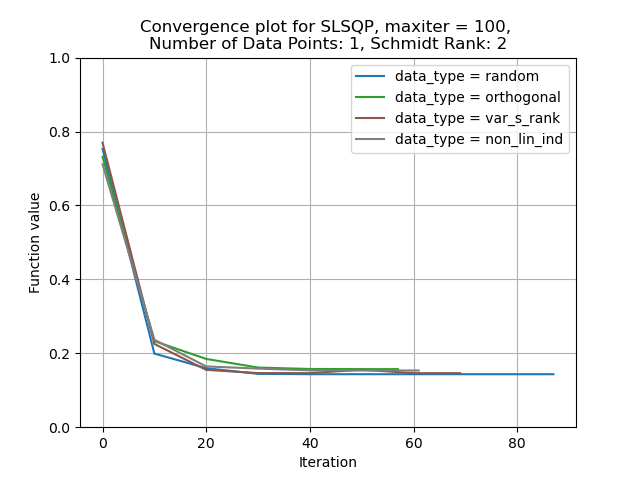 Convergence plot for SLSQP, maxiter = 100,
Number of Data Points: 1, Schmidt Rank: 2
data_type = random
data_type = orthogonal
data_type = var_s_rank
data_type = non_lin_ind
Function value
1.0
0.8
0.6
0.4
0.2
0.0
0 20 40 60 80
Iteration